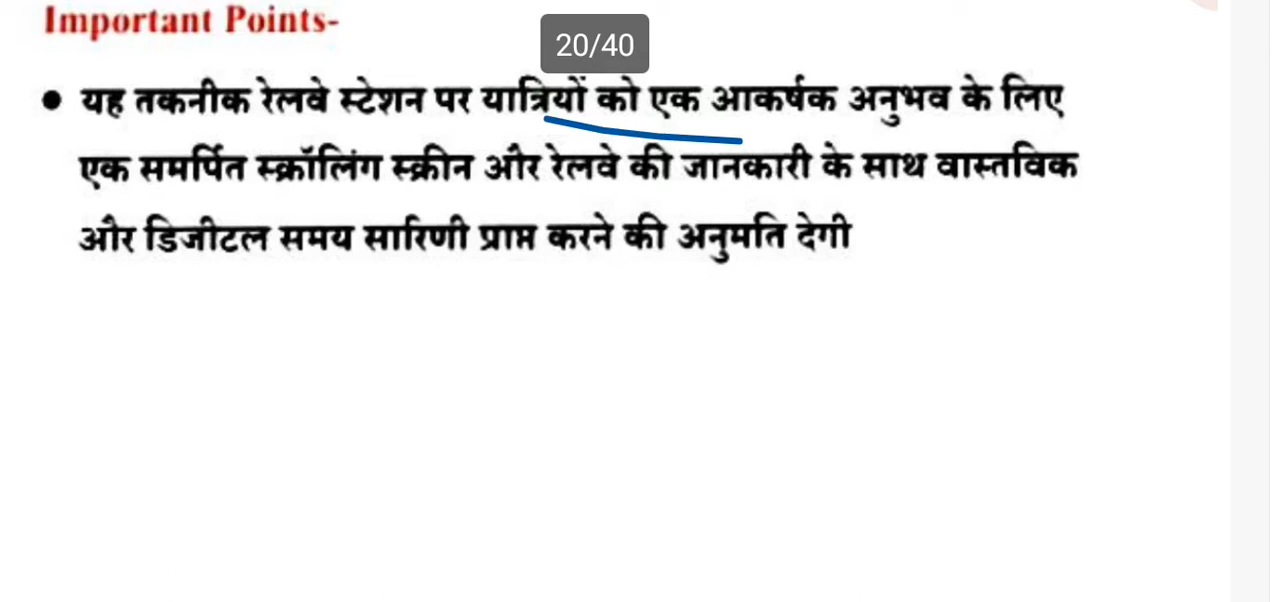 Important Points-
20/40
• यह तकनीक रेलवे स्टेशन पर यात्रियों को एक आकर्षक अनुभव के लिए
एक समर्पित स्क्रॉलिंग स्क्रीन और रेलवे की जानकारी के साथ वास्तविक
और डिजीटल समय सारिणी प्राप्त करने की अनुमति देगी